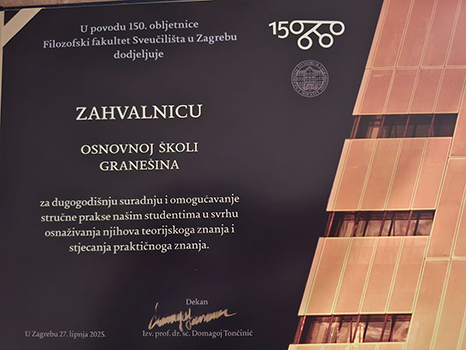 U povodu 150. obljetnice
Filozofski fakultet Sveučilišta u Zagrebu
dodjeljuje
150
ZAHVALNICU
OSNOVNOJ ŠKOLI
GRANEŠINA
za dugogodišnju suradnju i omogućavanje
stručne prakse našim studentima u svrhu
osnaživanja njihova teorijskoga znanja i
stjecanja praktičnoga znanja.
Dekan
U Zagrebu 27. lipnja 2025.
Izv. prof. dr. sc. Domagoj Tončinić